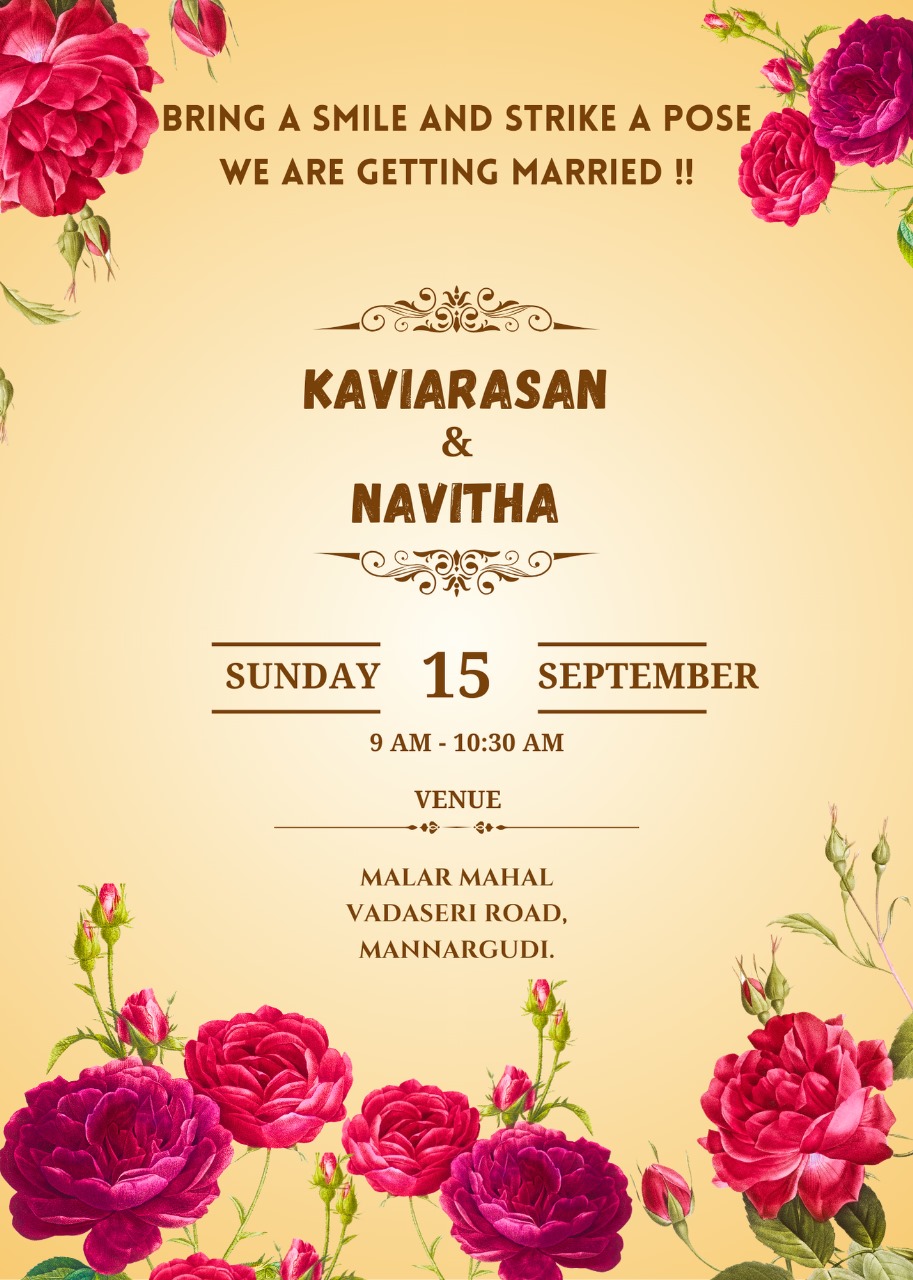 BRING A SMILE AND STRIKE A POSE
WE ARE GETTING MARRIED !!
KAVIARASAN
&
NAVITHA
SUNDAY 15 SEPTEMBER
9 AM - 10:30 AM
VENUE
MALAR MAHAL
VADASERI ROAD,
MANNARGUDI.